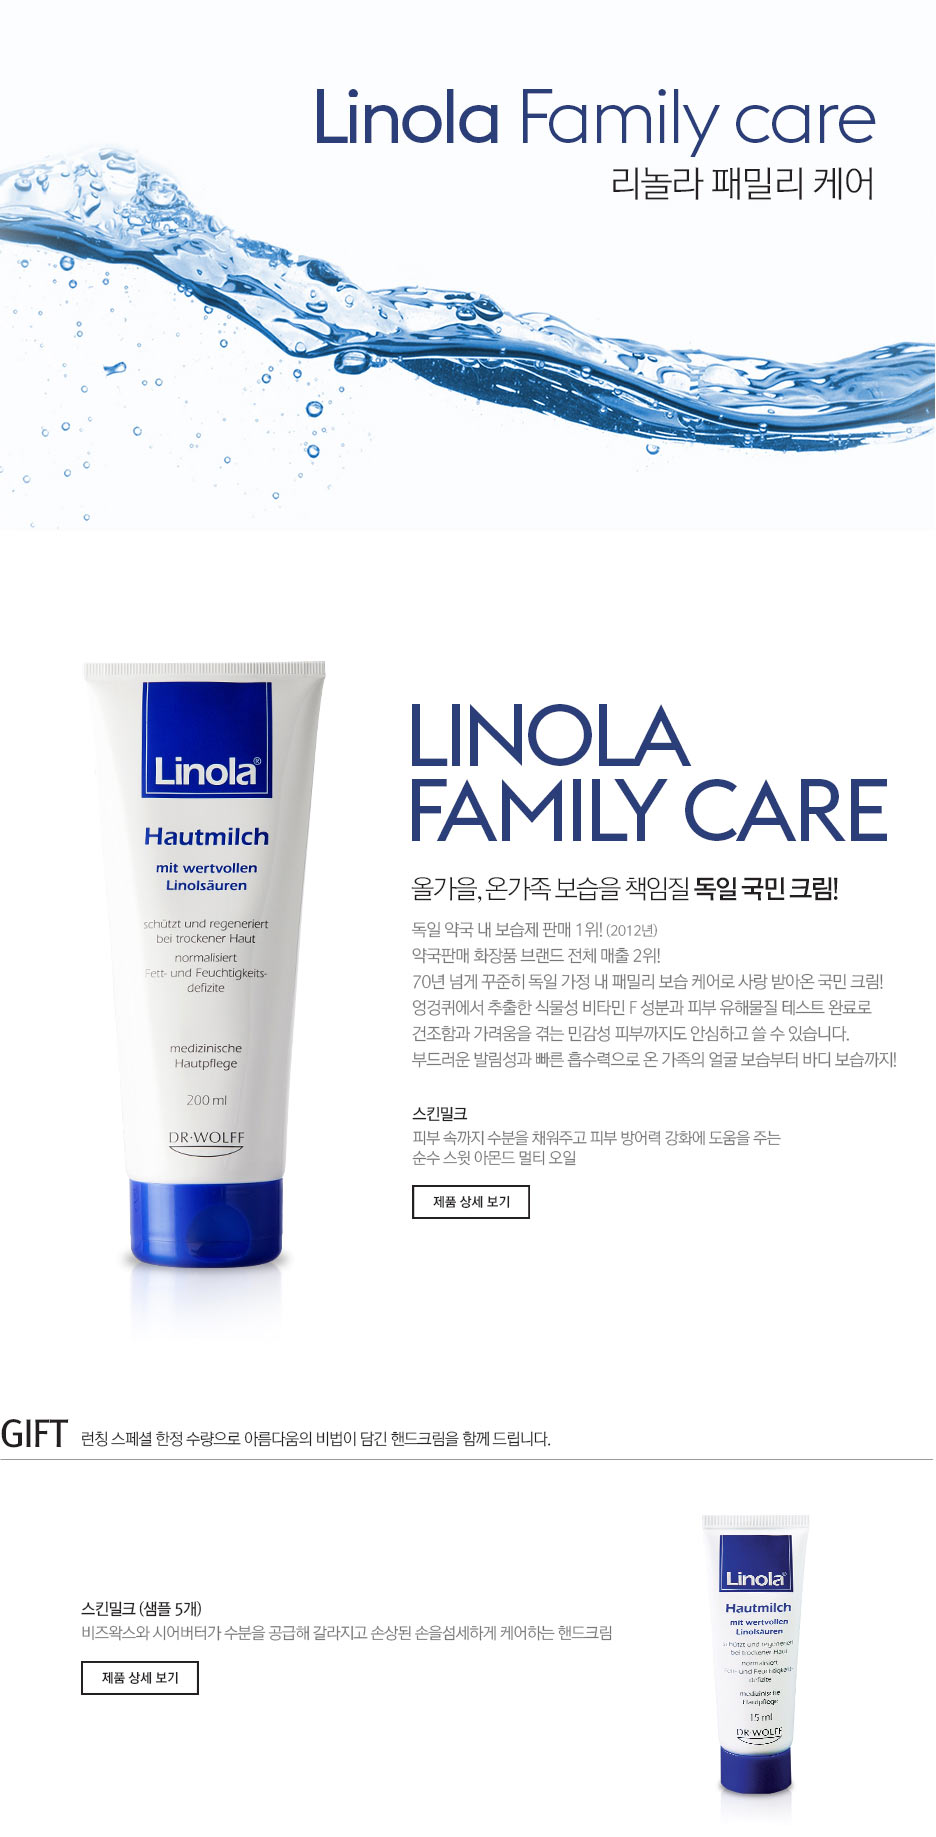 Linola Family care
리놀라 패밀리 케어
Linola®
Hautmilch
mit wertvollen
Linolsäuren
schützt und regeneriert
bei trockener Haut
normalisiert
Fett- und Feuchtigkeits-
defizite
medizinische
Hautpflege
200 ml
DR·WOLFF
LINOLA
FAMILY CARE
올가을, 온가족 보습을 책임질 독일 국민 크림!
독일 약국 내 보습제 판매 1위! (2012년)
약국판매 화장품 브랜드 전체 매출 2위!
70년 넘게 꾸준히 독일 가정 내 패밀리 보습 케어로 사랑 받아온 국민 크림!
엉겅퀴에서 추출한 식물성 비타민 F 성분과 피부 유해물질 테스트 완료로
건조함과 가려움을 겪는 민감성 피부까지도 안심하고 쓸 수 있습니다.
부드러운 발림성과 빠른 흡수력으로 온 가족의 얼굴 보습부터 바디 보습까지!
스킨밀크
피부 속까지 수분을 채워주고 피부 방어력 강화에 도움을 주는
순수 스윗 아몬드 멀티 오일
제품 상세 보기
GIFT 런칭 스페셜 한정 수량으로 아름다움의 비법이 담긴 핸드크림을 함께 드립니다.
스킨밀크 (샘플 5개)
비즈왁스와 시어버터가 수분을 공급해 갈라지고 손상된 손을섬세하게 케어하는 핸드크림
제품 상세 보기
Linola®
Hautmilch
mit wertvollen
Linolsäuren
schützt und regeneriert
bei trockener Haut
normalisiert
Fett- und Feuchtigkeits-
defizite
medizinische
Hautpflege
15 ml
DR·WOLFF